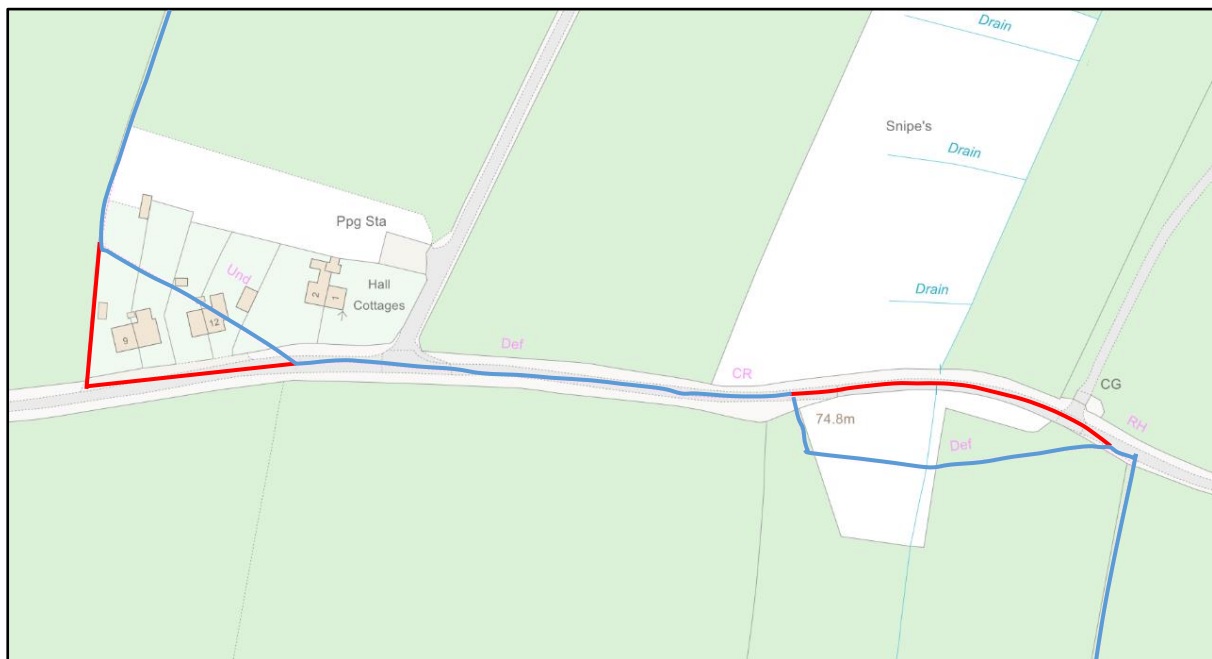 Drain
Snipe's
Drain
Ppg Sta
Und
Hall
Cottages
2
1
Drain
12
9
Def
CR
CG
74.8m
RH
Def